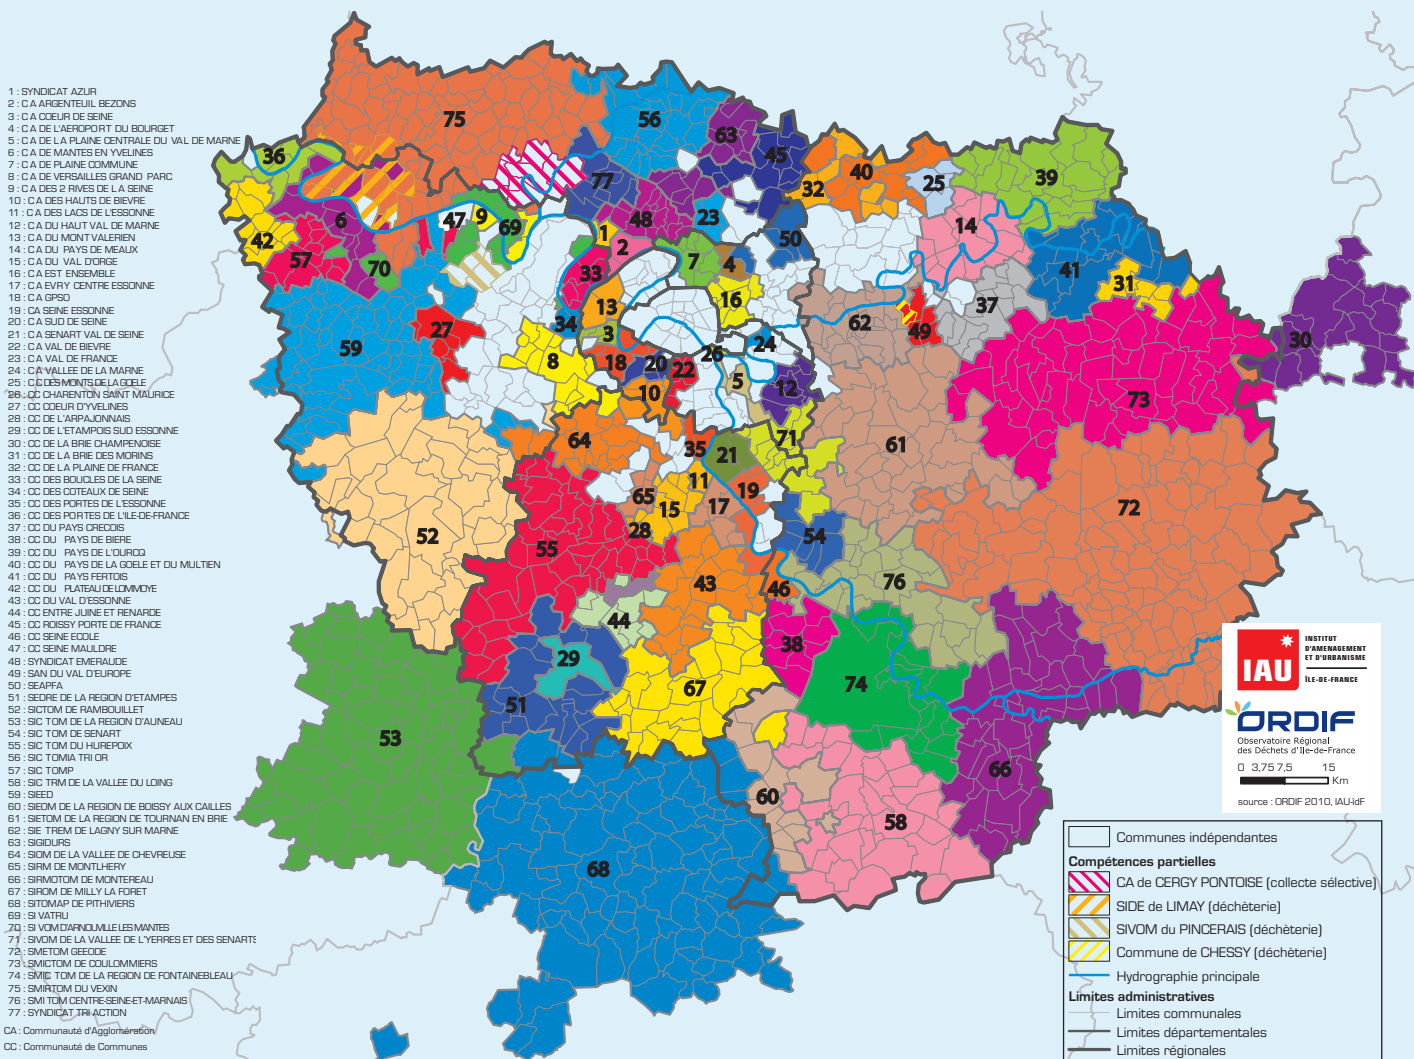 1 : SYNDICAT AZUR
2 : C A ARGENTEUIL BEZONS
3 : C A COEUR DE SEINE
4 : C A DE L'AEROPORT DU BOURGET
5 : C A DE LA PLAINE CENTRALE DU VAL DE MARNE
6 : C A DE MANTES EN YVELINES
7 : C A DE PLAINE COMMUNE
8 : C A DE VERSAILLES GRAND PARC
9 : C A DES 2 RIVES DE LA SEINE
10 : C A DES HAUTS DE BIEVRE
11 : C A DES LACS DE L'ESSONNE
12 : C A DU HAUT VAL DE MARNE
13 : C A DU MONT VALERIEN
14 : C A DU PAYS DE MEAUX
15 : C A DU VAL D'ORGE
16 : C A EST ENSEMBLE
17 : C A EVRY CENTRE ESSONNE
18 : C A GPSO
19 : CA SEINE ESSONNE
20 : C A SUD DE SEINE
21 : C A SENART VAL DE SEINE
22 : C A VAL DE BIEVRE
23 : C A VAL DE FRANCE
24 : C A VALLEE DE LA MARNE
25 : C C DES MONTS DE LA GOELE
26 : CC CHARENTON SAINT MAURICE
27 : CC COEUR D'YVELINES
28 : CC DE L'ARPAJONNAIS
29 : CC DE L'ETAMPOIS SUD ESSONNE
30 : CC DE LA BRIE CHAMPENOISE
31 : CC DE LA BRIE DES MORINS
32 : CC DE LA PLAINE DE FRANCE
33 : CC DES BOUCLES DE LA SEINE
34 : CC DES COTEAUX DE SEINE
35 : CC DES PORTES DE L'ESSONNE
36 : CC DES PORTES DE L'ILE-DE-FRANCE
37 : CC DU PAYS CRECOIS
38 : CC DU PAYS DE BIERE
39 : CC DU PAYS DE L'OURCQ
40 : CC DU PAYS DE LA GOELE ET DU MULTIEN
41 : CC DU PAYS FERTOIS
42 : CC DU PLATEAU DE LOMMOYE
43 : CC DU VAL D'ESSONNE
44 : CC ENTRE JUINE ET RENARDE
45 : CC ROISSY PORTE DE FRANCE
46 : CC SEINE ECOLE
47 : CC SEINE MAULDRE
48 : SYNDICAT EMERAUDE
49 : SAN DU VAL D'EUROPE
50 : SEAPFA
51 : SEDRE DE LA REGION D'ETAMPES
52 : SICTOM DE RAMBOUILLET
53 : SIC TOM DE LA REGION D'AUNEAU
54 : SIC TOM DE SENART
55 : SIC TOM DU HUREPOIX
56 : SIC TOMIA TRI OR
57 : SIC TOMP
58 : SIC TRM DE LA VALLEE DU LOING
59 : SIEED
60 : SIEOM DE LA REGION DE BOISSY AUX CAILLES
61 : SIETOM DE LA REGION DE TOURNAN EN BRIE
62 : SIE TREM DE LAGNY SUR MARNE
63 : SIGIDURS
64 : SIOM DE LA VALLEE DE CHEVREUSE
65 : SIRM DE MONTLHERY
66 : SIRMOTOM DE MONTEREAU
67 : SIROM DE MILLY LA FORET
68 : SITOMAP DE PITHIVIERS
69 : SI VATRU
70 : SI VOM D'ARNOUVILLE LES MANTES
71 : SIVOM DE LA VALLEE DE L'YERRES ET DES SENARTS
72 : SMETOM GEEODE
73 : SMICTOM DE COULOMMIERS
74 : SMIC TOM DE LA REGION DE FONTAINEBLEAU
75 : SMIRTOM DU VEXIN
76 : SMI TOM CENTRE-SEINE-ET-MARNAIS
77 : SYNDICAT TRI ACTION
CA : Communauté d'Agglomération
CC : Communauté de Communes
75
56
63
45
36
77
40
32
25
39
6
47
9
69
48
23
14
42
57
70
1
2
7
4
50
41
31
33
13
16
37
30
59
27
34
3
62
49
8
18
20
22
26
24
5
12
10
73
64
35
21
71
61
65
11
19
15
17
28
52
55
54
72
43
46
76
44
38
29
67
74
51
53
66
60
58
68
INSTITUT
D'AMENAGEMENT
ET D'URBANISME
IAU
ÎLE-DE-FRANCE
ORDIF
Observatoire Régional
des Déchets d'Ile-de-France
0 3,75 7,5 15
Km
source : ORDIF 2010, IAU-îdF
Communes indépendantes
Compétences partielles
CA de CERGY PONTOISE (collecte sélective)
SIDE de LIMAY (déchèterie)
SIVOM du PINCERAIS (déchèterie)
Commune de CHESSY (déchèterie)
Hydrographie principale
Limites administratives
Limites communales
Limites départementales
Limites régionales